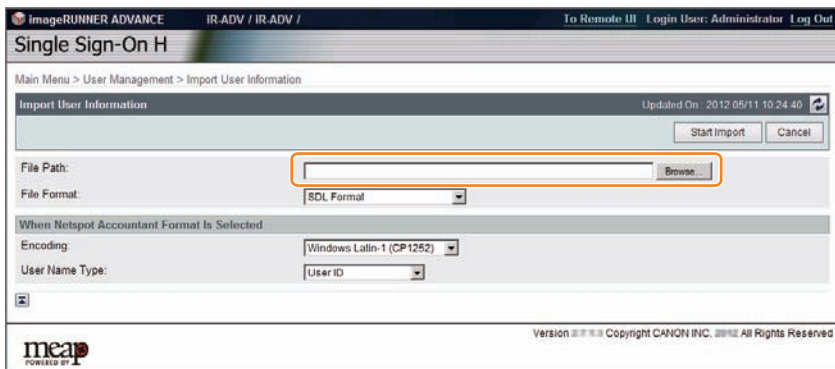 imageRUNNER ADVANCE IR-ADV / IR-ADV / To Remote UI Login User: Administrator Log Out
Single Sign-On H
Main Menu > User Management > Import User Information
Import User Information Updated On : 2012 05/11 10:24:40
Start Import Cancel
File Path: Browse...
File Format: SDL Format
When Netspot Accountant Format Is Selected
Encoding: Windows Latin-1 (CP1252)
User Name Type: User ID
Version Copyright CANON INC. All Rights Reserved
meap
POWERED BY